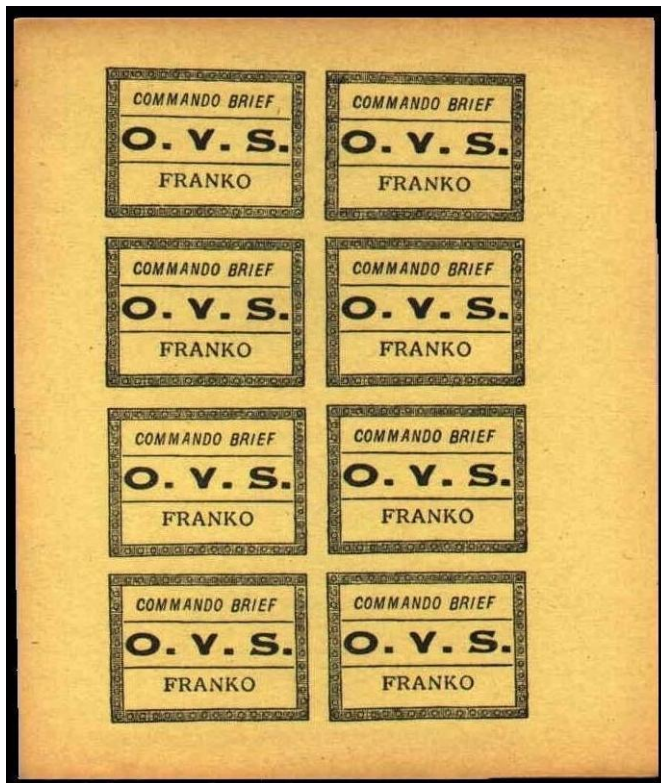 COMMANDO BRIEF
O. V. S.
FRANKO
COMMANDO BRIEF
O. V. S.
FRANKO
COMMANDO BRIEF
O. V. S.
FRANKO
COMMANDO BRIEF
O. V. S.
FRANKO
COMMANDO BRIEF
O. V. S.
FRANKO
COMMANDO BRIEF
O. V. S.
FRANKO
COMMANDO BRIEF
O. V. S.
FRANKO
COMMANDO BRIEF
O. V. S.
FRANKO